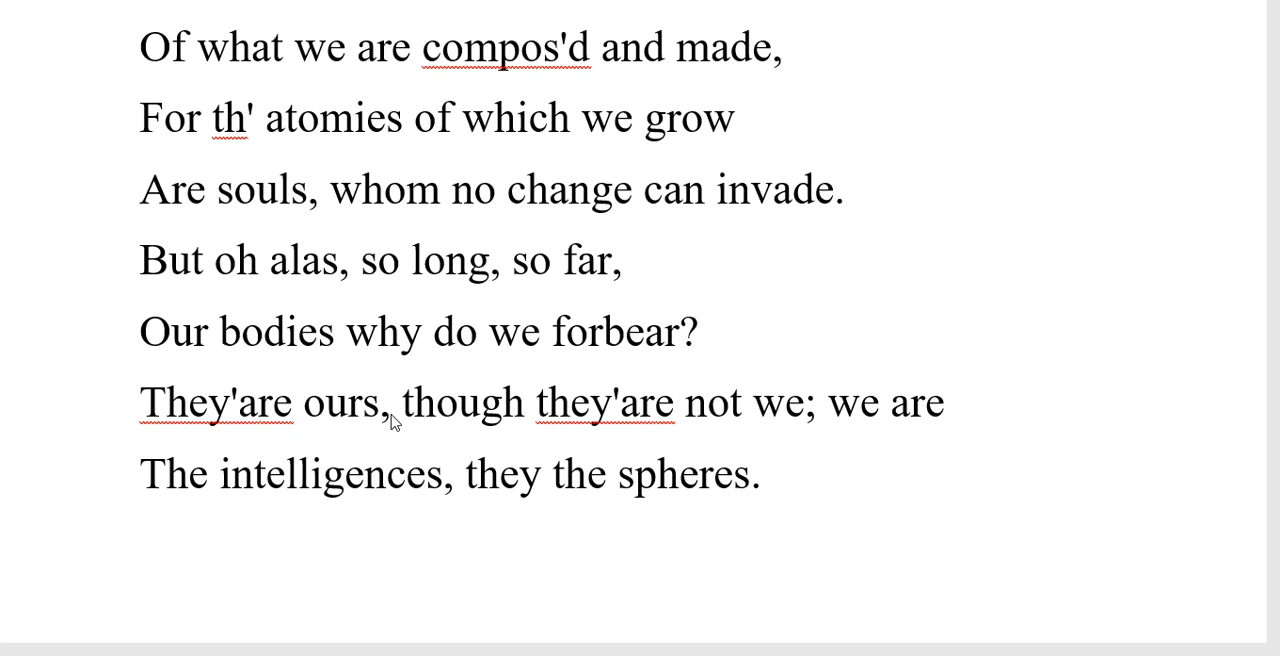 Of what we are compos'd and made,
For th' atomies of which we grow
Are souls, whom no change can invade.
But oh alas, so long, so far,
Our bodies why do we forbear?
They'are ours, though they'are not we; we are
The intelligences, they the spheres.